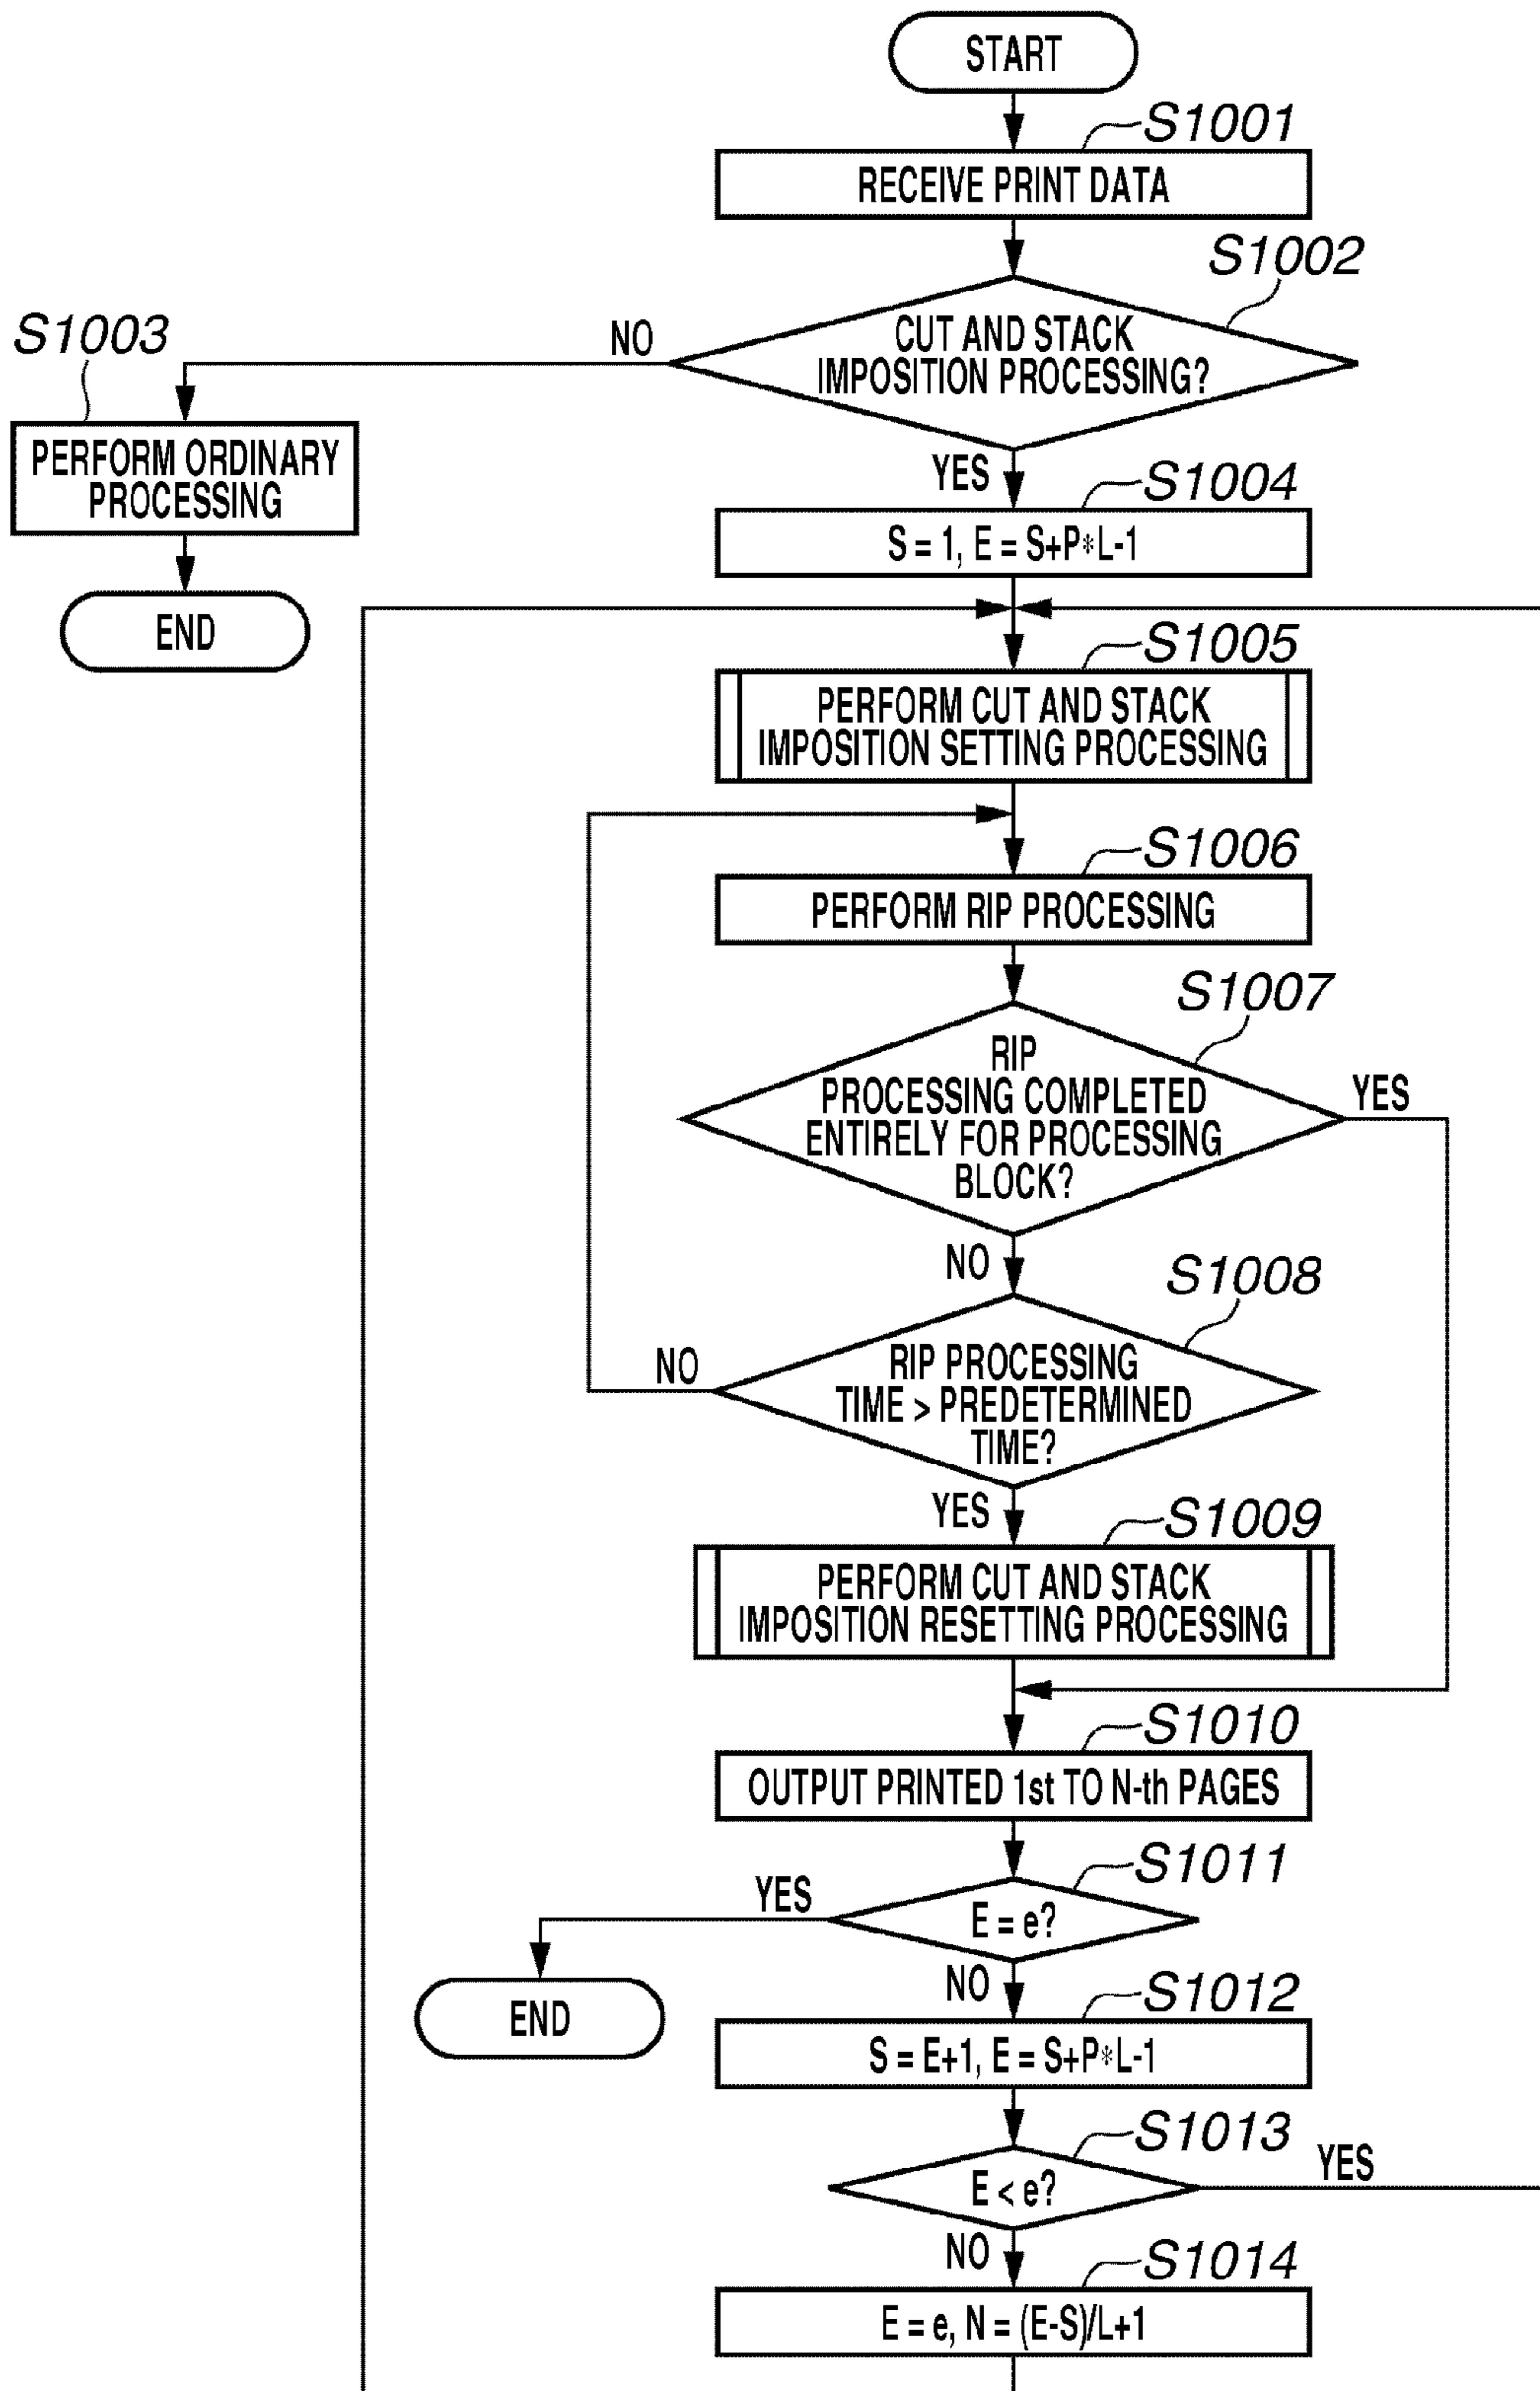 START
S1001
RECEIVE PRINT DATA
S1002
CUT AND STACK
IMPOSITION PROCESSING?
NO
S1003
PERFORM ORDINARY
PROCESSING
END
YES
S1004
S = 1, E = S+P*L-1
S1005
PERFORM CUT AND STACK
IMPOSITION SETTING PROCESSING
S1006
PERFORM RIP PROCESSING
S1007
RIP
PROCESSING COMPLETED
ENTIRELY FOR PROCESSING
BLOCK?
YES
NO
S1008
RIP PROCESSING
TIME > PREDETERMINED
TIME?
NO
YES
S1009
PERFORM CUT AND STACK
IMPOSITION RESETTING PROCESSING
S1010
OUTPUT PRINTED 1st TO N-th PAGES
S1011
E = e?
YES
END
NO
S1012
S = E+1, E = S+P*L-1
S1013
E < e?
YES
NO
S1014
E = e, N = (E-S)/L+1